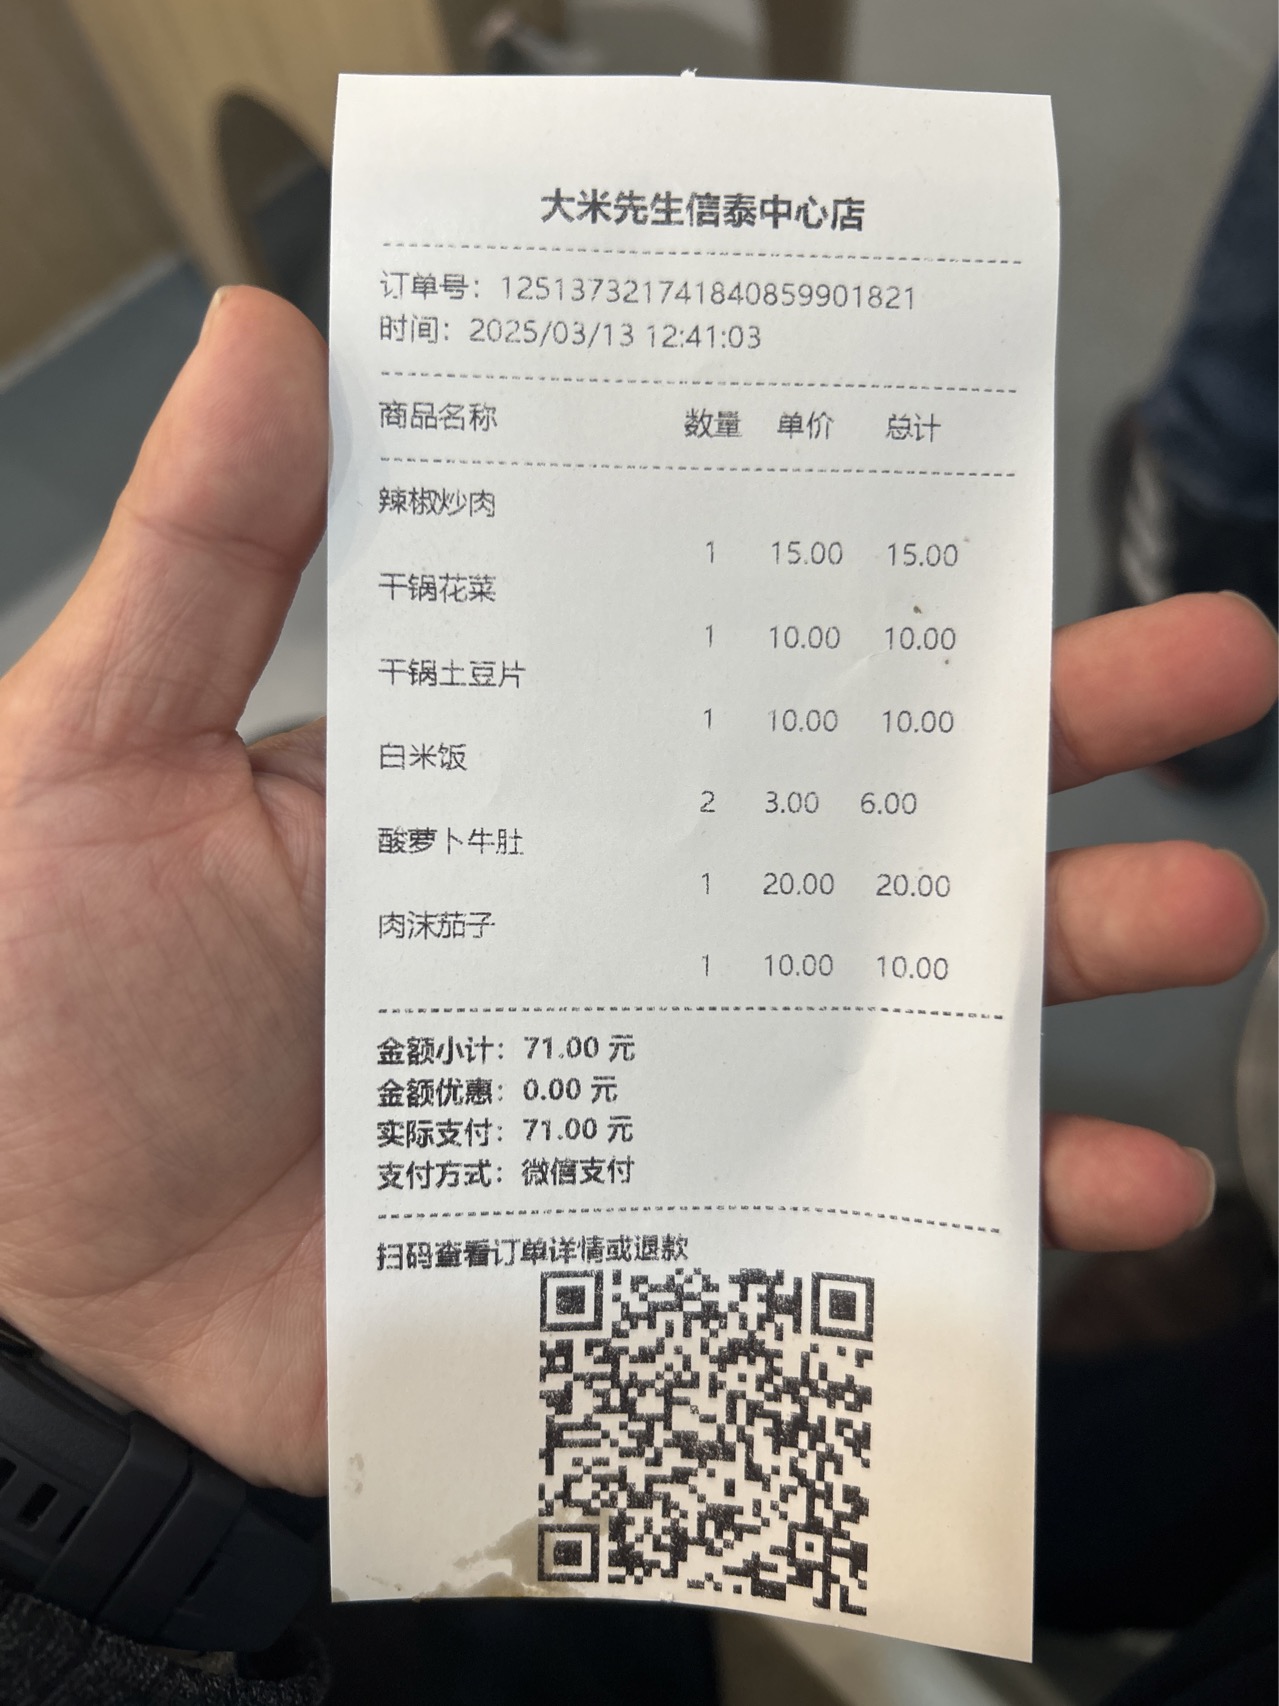 大米先生信泰中心店
订单号：12513732174184085990​1821
时间：2025/03/13 12:41:03
商品名称 数量 单价 总计
辣椒炒肉
1 15.00 15.00
干锅花菜
1 10.00 10.00
干锅土豆片
1 10.00 10.00
白米饭
2 3.00 6.00
酸萝卜牛肚
1 20.00 20.00
肉沫茄子
1 10.00 10.00
金额小计：71.00 元
金额优惠：0.00 元
实际支付：71.00 元
支付方式：微信支付
扫码查看订单详情或退款